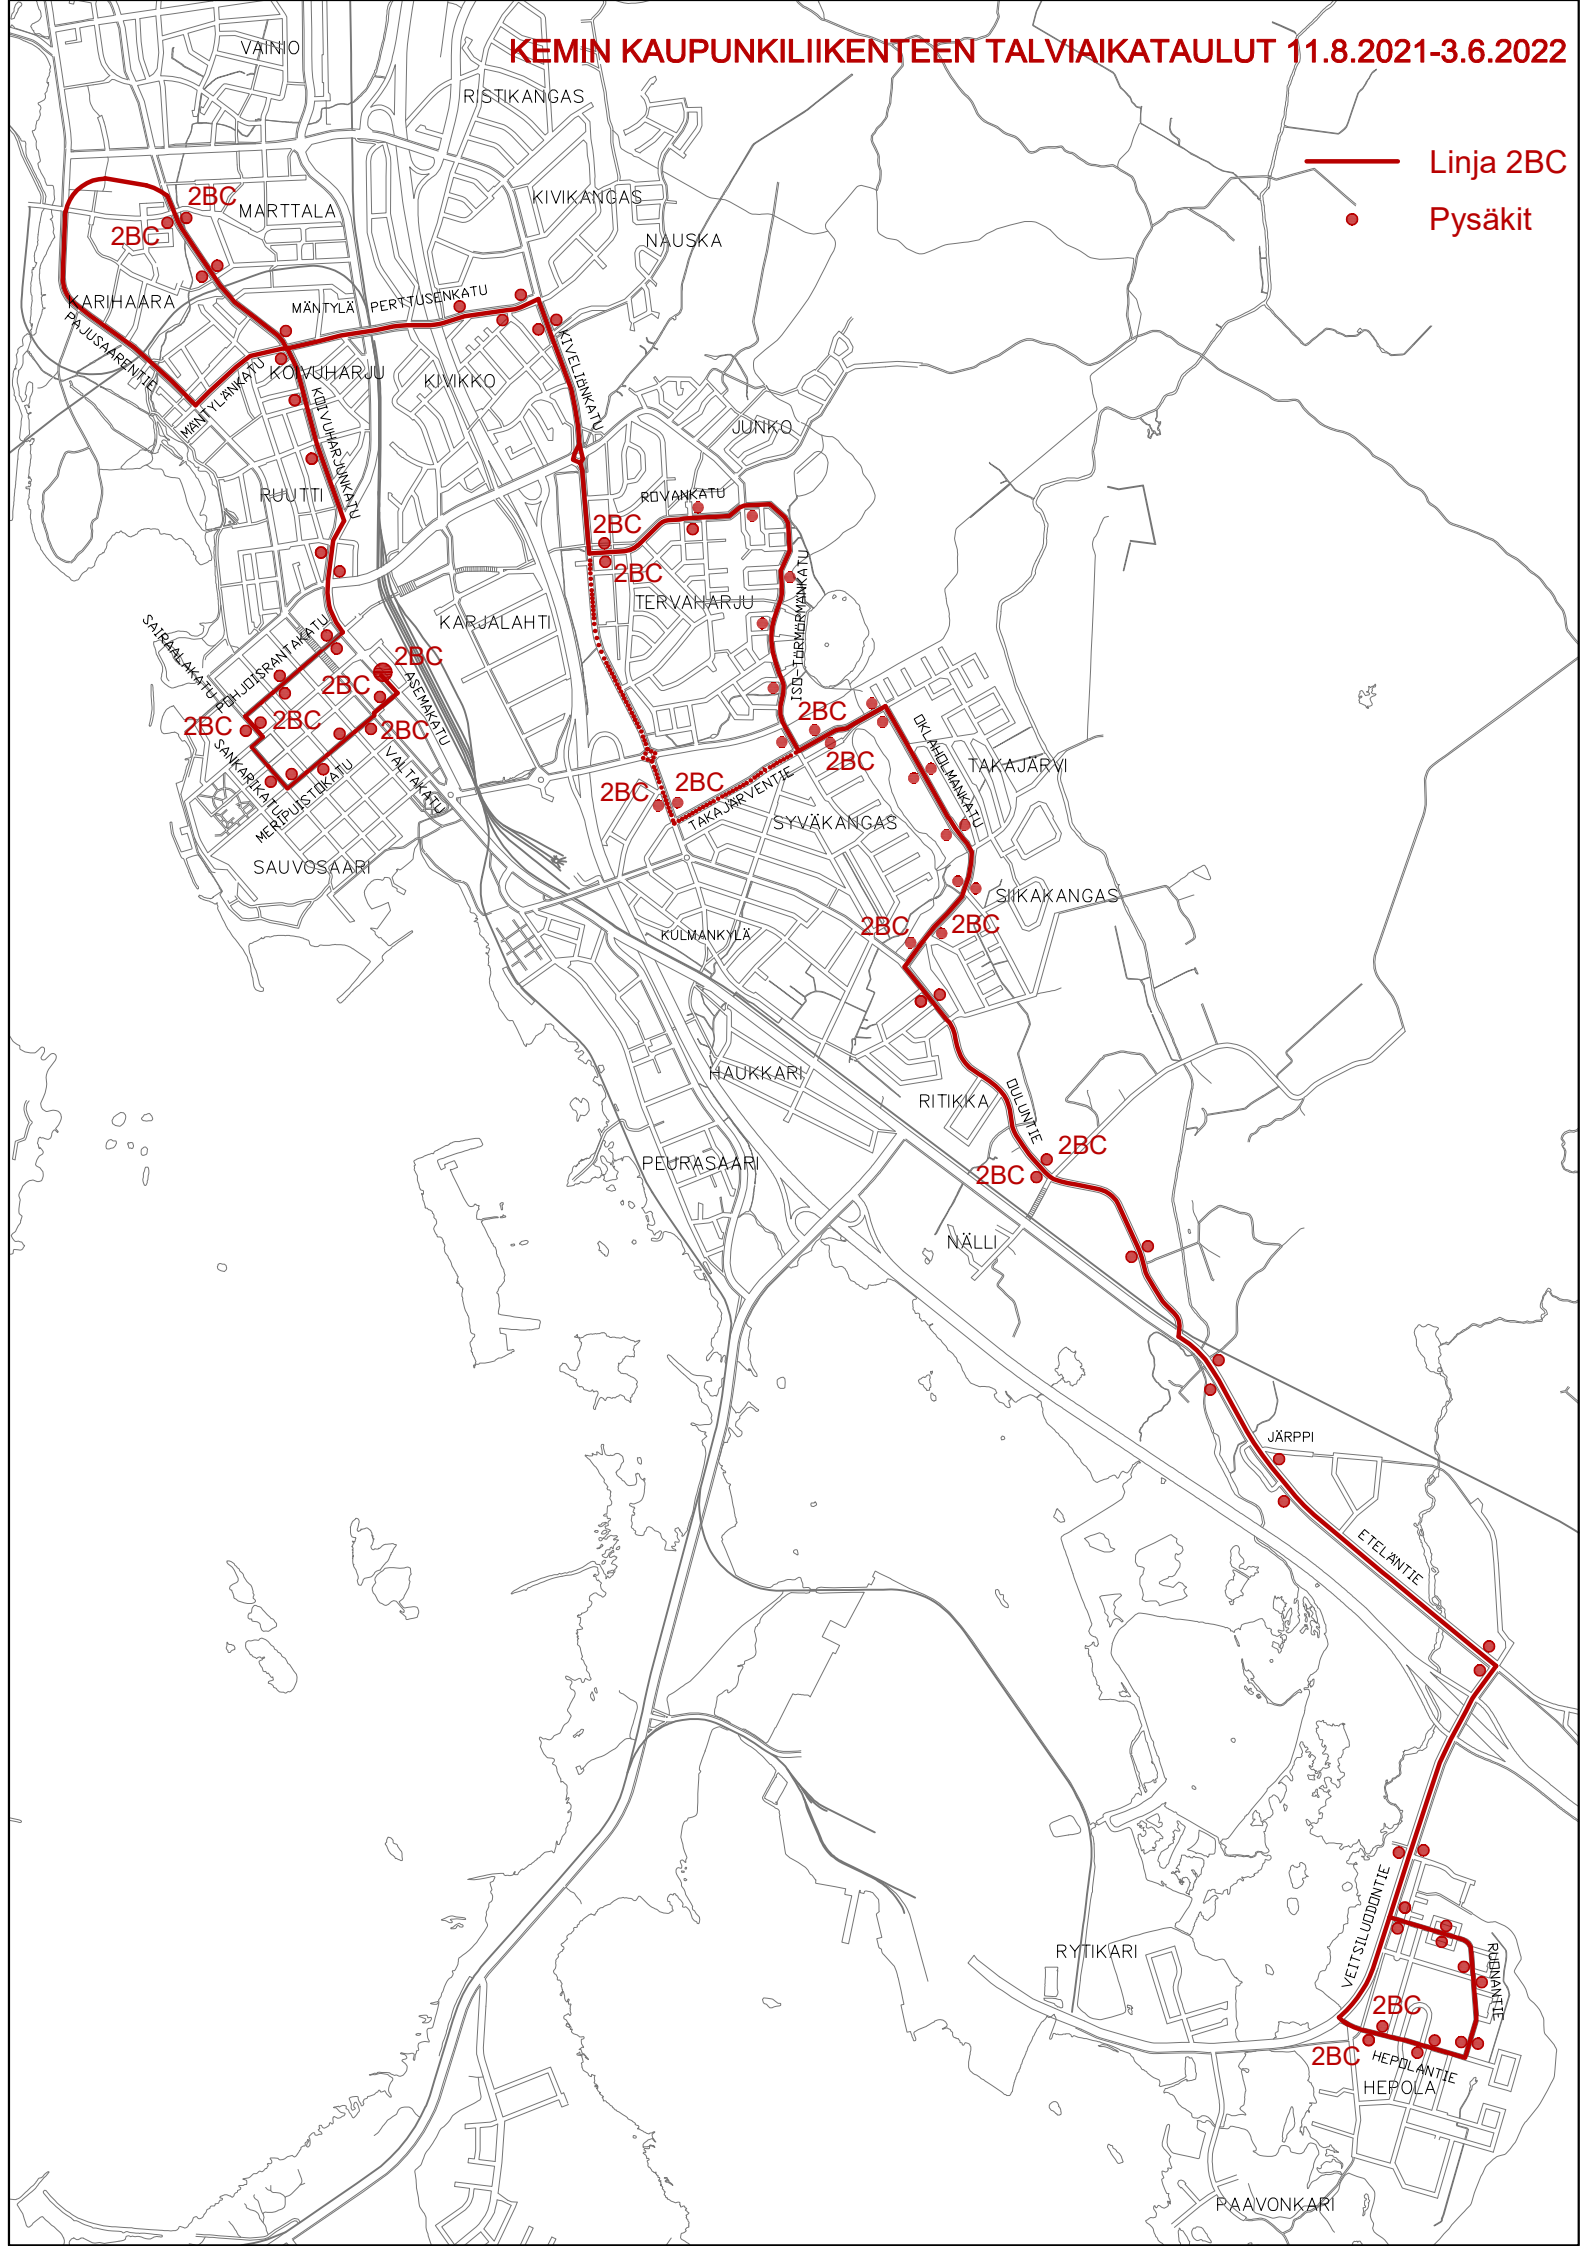 VAINIO
KEMIN KAUPUNKILIIKENTEEN TALVIAIKATAULUT 11.8.2021-3.6.2022
RISTIKANGAS
Linja 2BC
Pysäkit
2BC
2BC
MARTTALA
KIVIKANGAS
NAUSKA
KARIHAARA
MÄNTYLÄ
PERTTUSENKATU
PAJUSAARENTIE
MÄNTYLÄNKATU
KOIVUHARJU
KIVIKKO
KIVELIÖNKATU
JUNKO
KOIVUHARJUNKATU
RUUTTI
ROVANKATU
2BC
2BC
TERVAHARJU
KARJALAHTI
ISO-TÖRMÖRMÄNKATU
SAIRAALAKATU
POHJOISRANTAKATU
2BC
2BC
ASEMAKATU
2BC
2BC
2BC
SANKARIKATU
MERIPUISTOKATU
VALTAKATU
SAUVOSAARI
2BC
2BC
OKLAHOLMANKATU
TAKAJÄRVI
2BC
2BC
TAKAJÄRVENTIE
SYVÄKANGAS
SIIKAKANGAS
2BC
2BC
KULMANKYLÄ
HAUKKARI
RITIKKA
OULUNTIE
2BC
2BC
PEURASAARI
NÄLLI
JÄRPPI
ETELÄNTIE
VEITSILUODONTIE
RYTIKARI
RUONANTIE
2BC
2BC
HEPOLANTIE
HEPOLA
PAAVONKARI